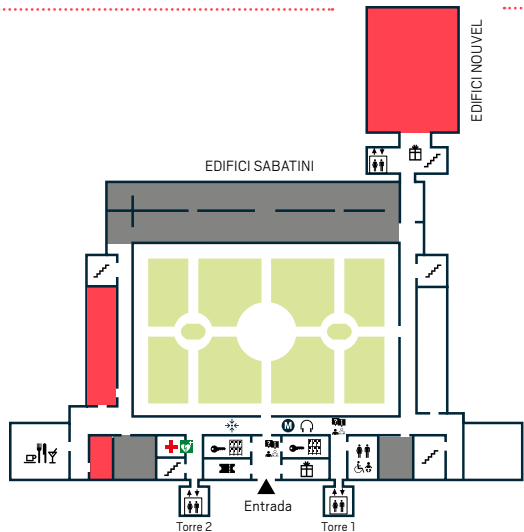 EDIFICI NOUVEL
EDIFICI SABATINI
M
Entrada
Torre 2
Torre 1